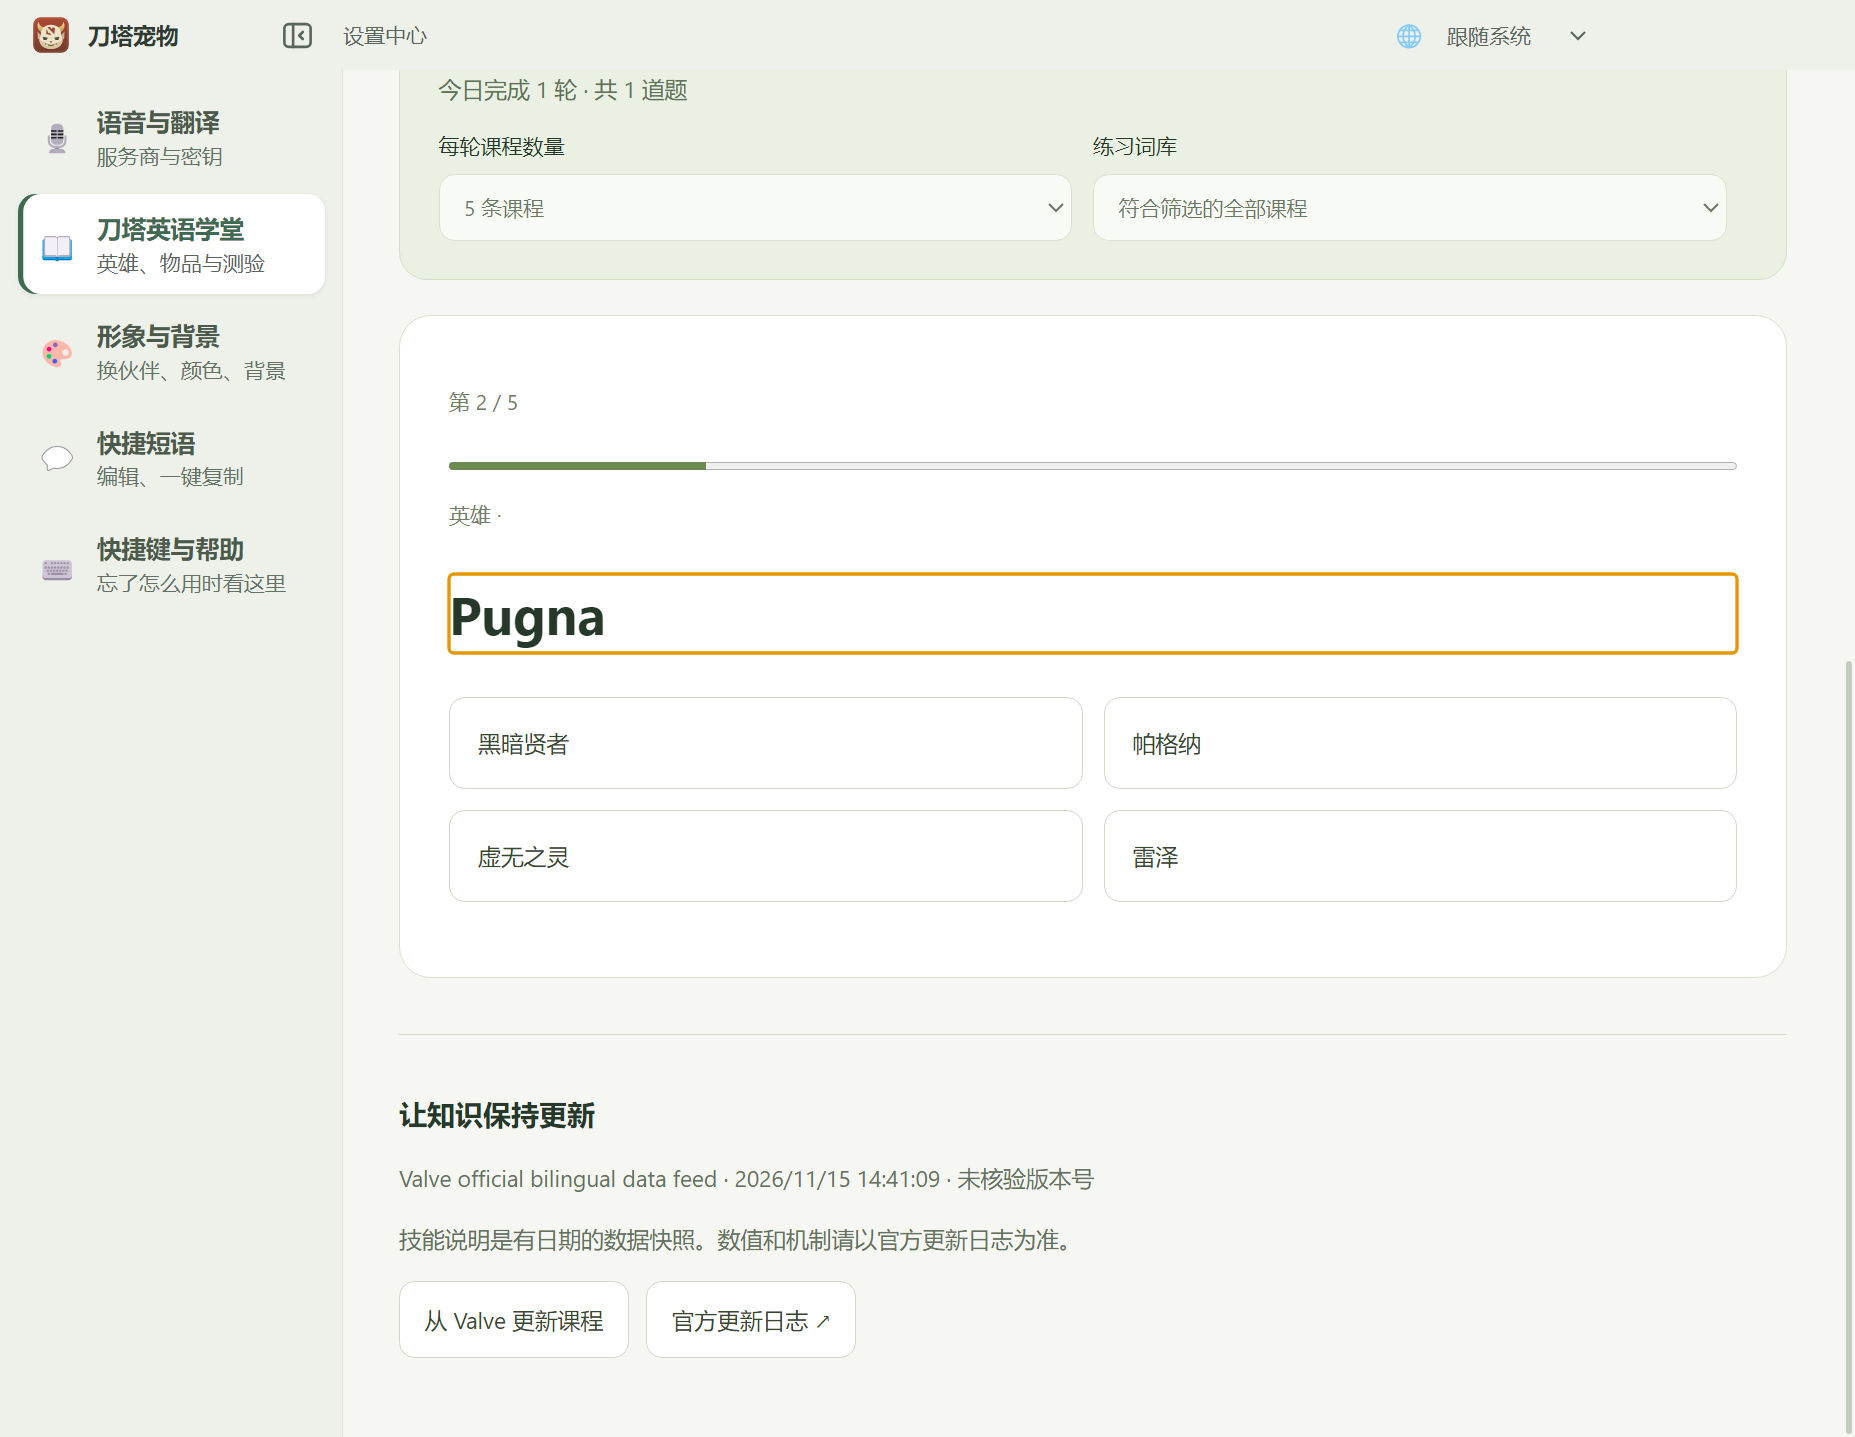 刀塔宠物
设置中心
跟随系统
语音与翻译
服务商与密钥
刀塔英语学堂
英雄、物品与测验
形象与背景
换伙伴、颜色、背景
快捷短语
编辑、一键复制
快捷键与帮助
忘了怎么用时看这里
今日完成 1 轮 · 共 1 道题
每轮课程数量
练习词库
5 条课程
符合筛选的全部课程
第 2 / 5
英雄 ·
Pugna
黑暗贤者
帕格纳
虚无之灵
雷泽
让知识保持更新
Valve official bilingual data feed · 2026/11/15 14:41:09 · 未核验版本号
技能说明是有日期的数据快照。数值和机制请以官方更新日志为准。
从 Valve 更新课程
官方更新日志 ↗